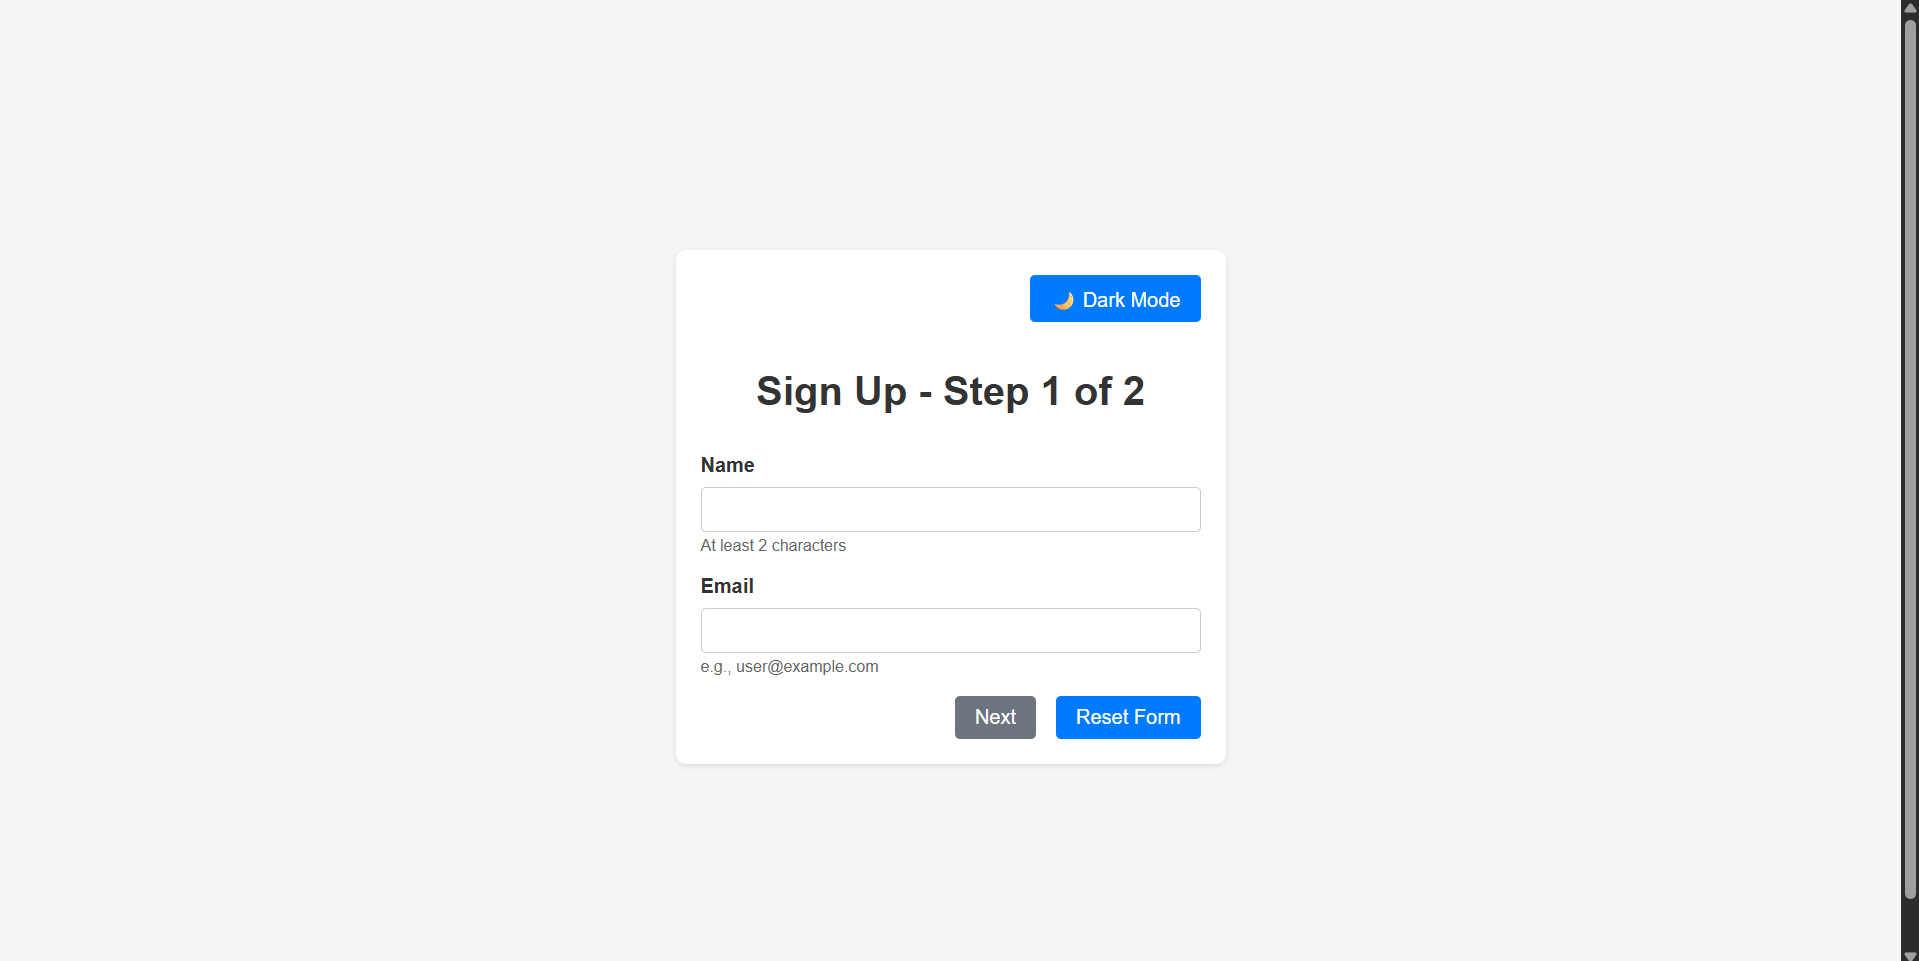 🌙 Dark Mode
Sign Up - Step 1 of 2
Name
At least 2 characters
Email
e.g., user@example.com
Next Reset Form